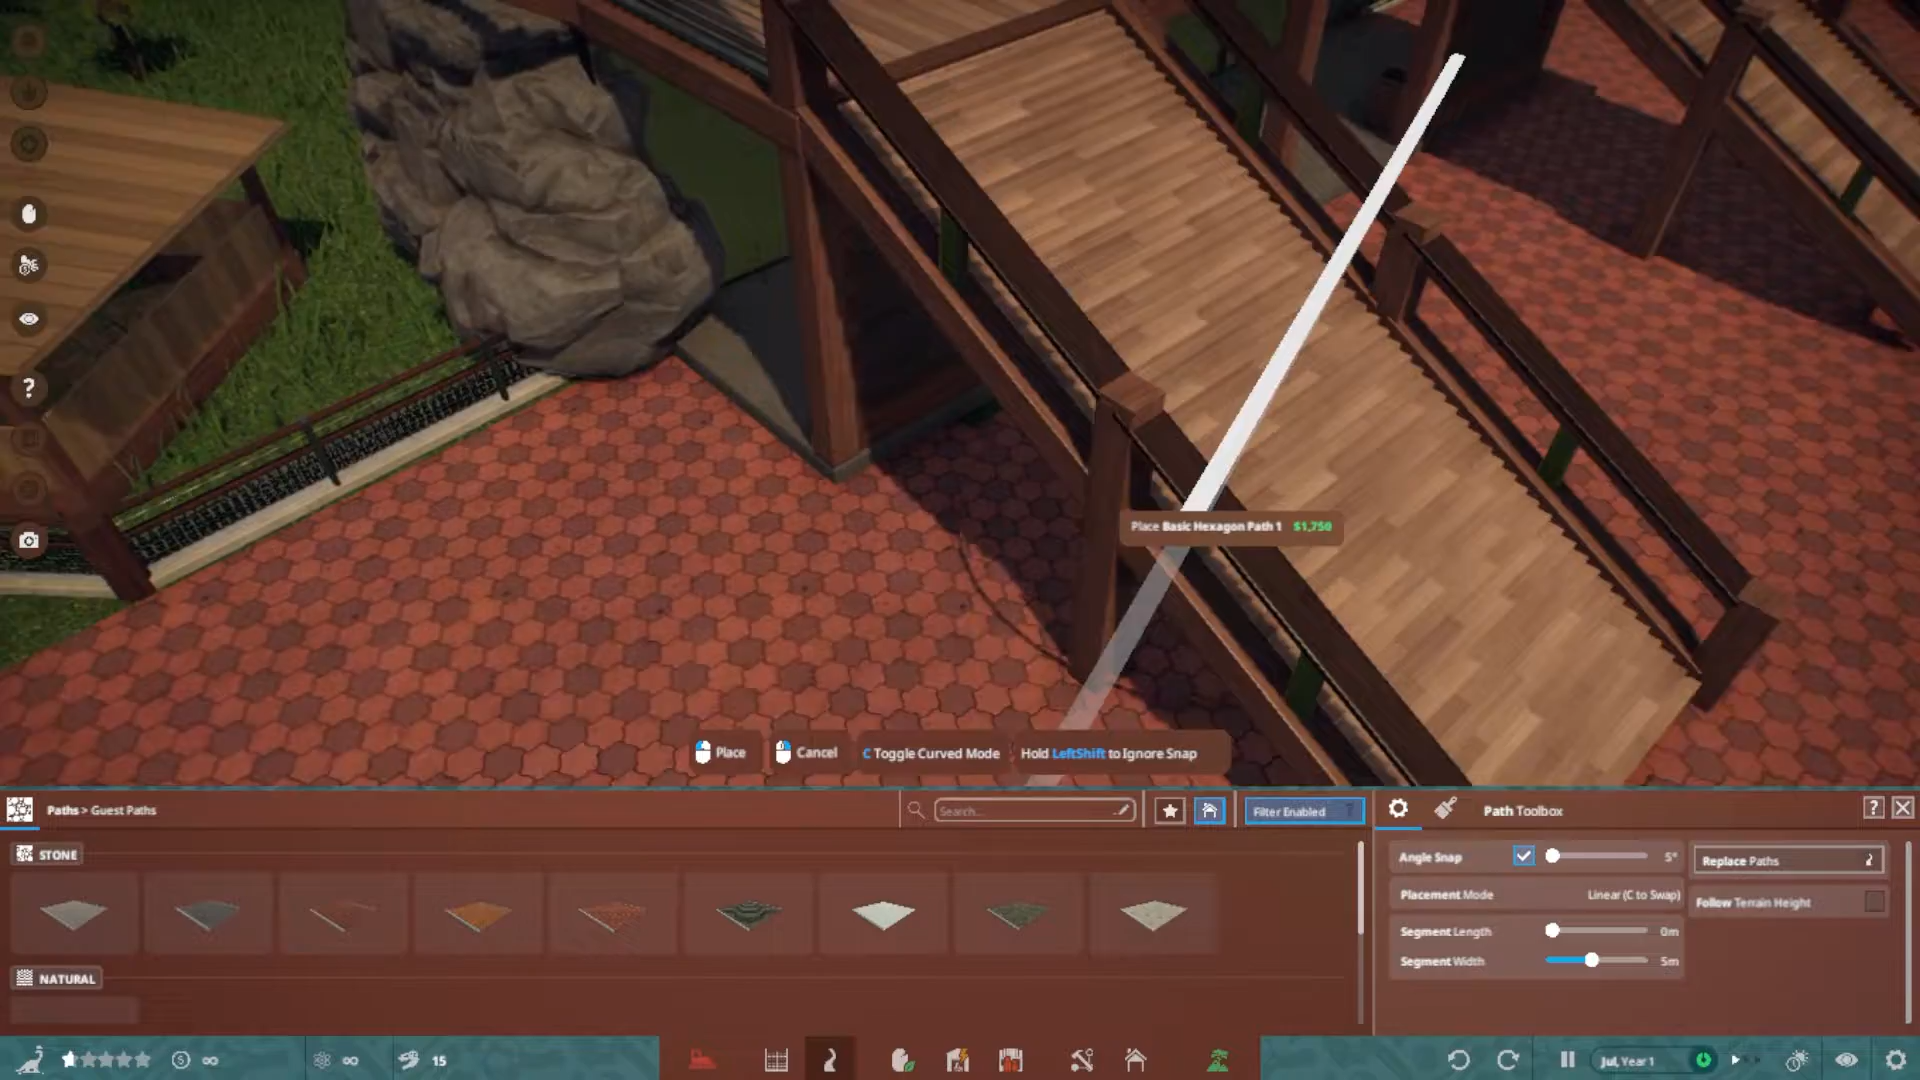 ?
Place Basic Hexagon Path 1 $1,750
Place Cancel C Toggle Curved Mode Hold LeftShift to Ignore Snap
Paths > Guest Paths
Search...
Filter Enabled
Path Toolbox
?
STONE
NATURAL
Angle Snap 5°
Replace Paths
Placement Mode Linear (C to Swap)
Follow Terrain Height
Segment Length 0m
Segment Width 5m
∞
∞
15
Jul, Year 1